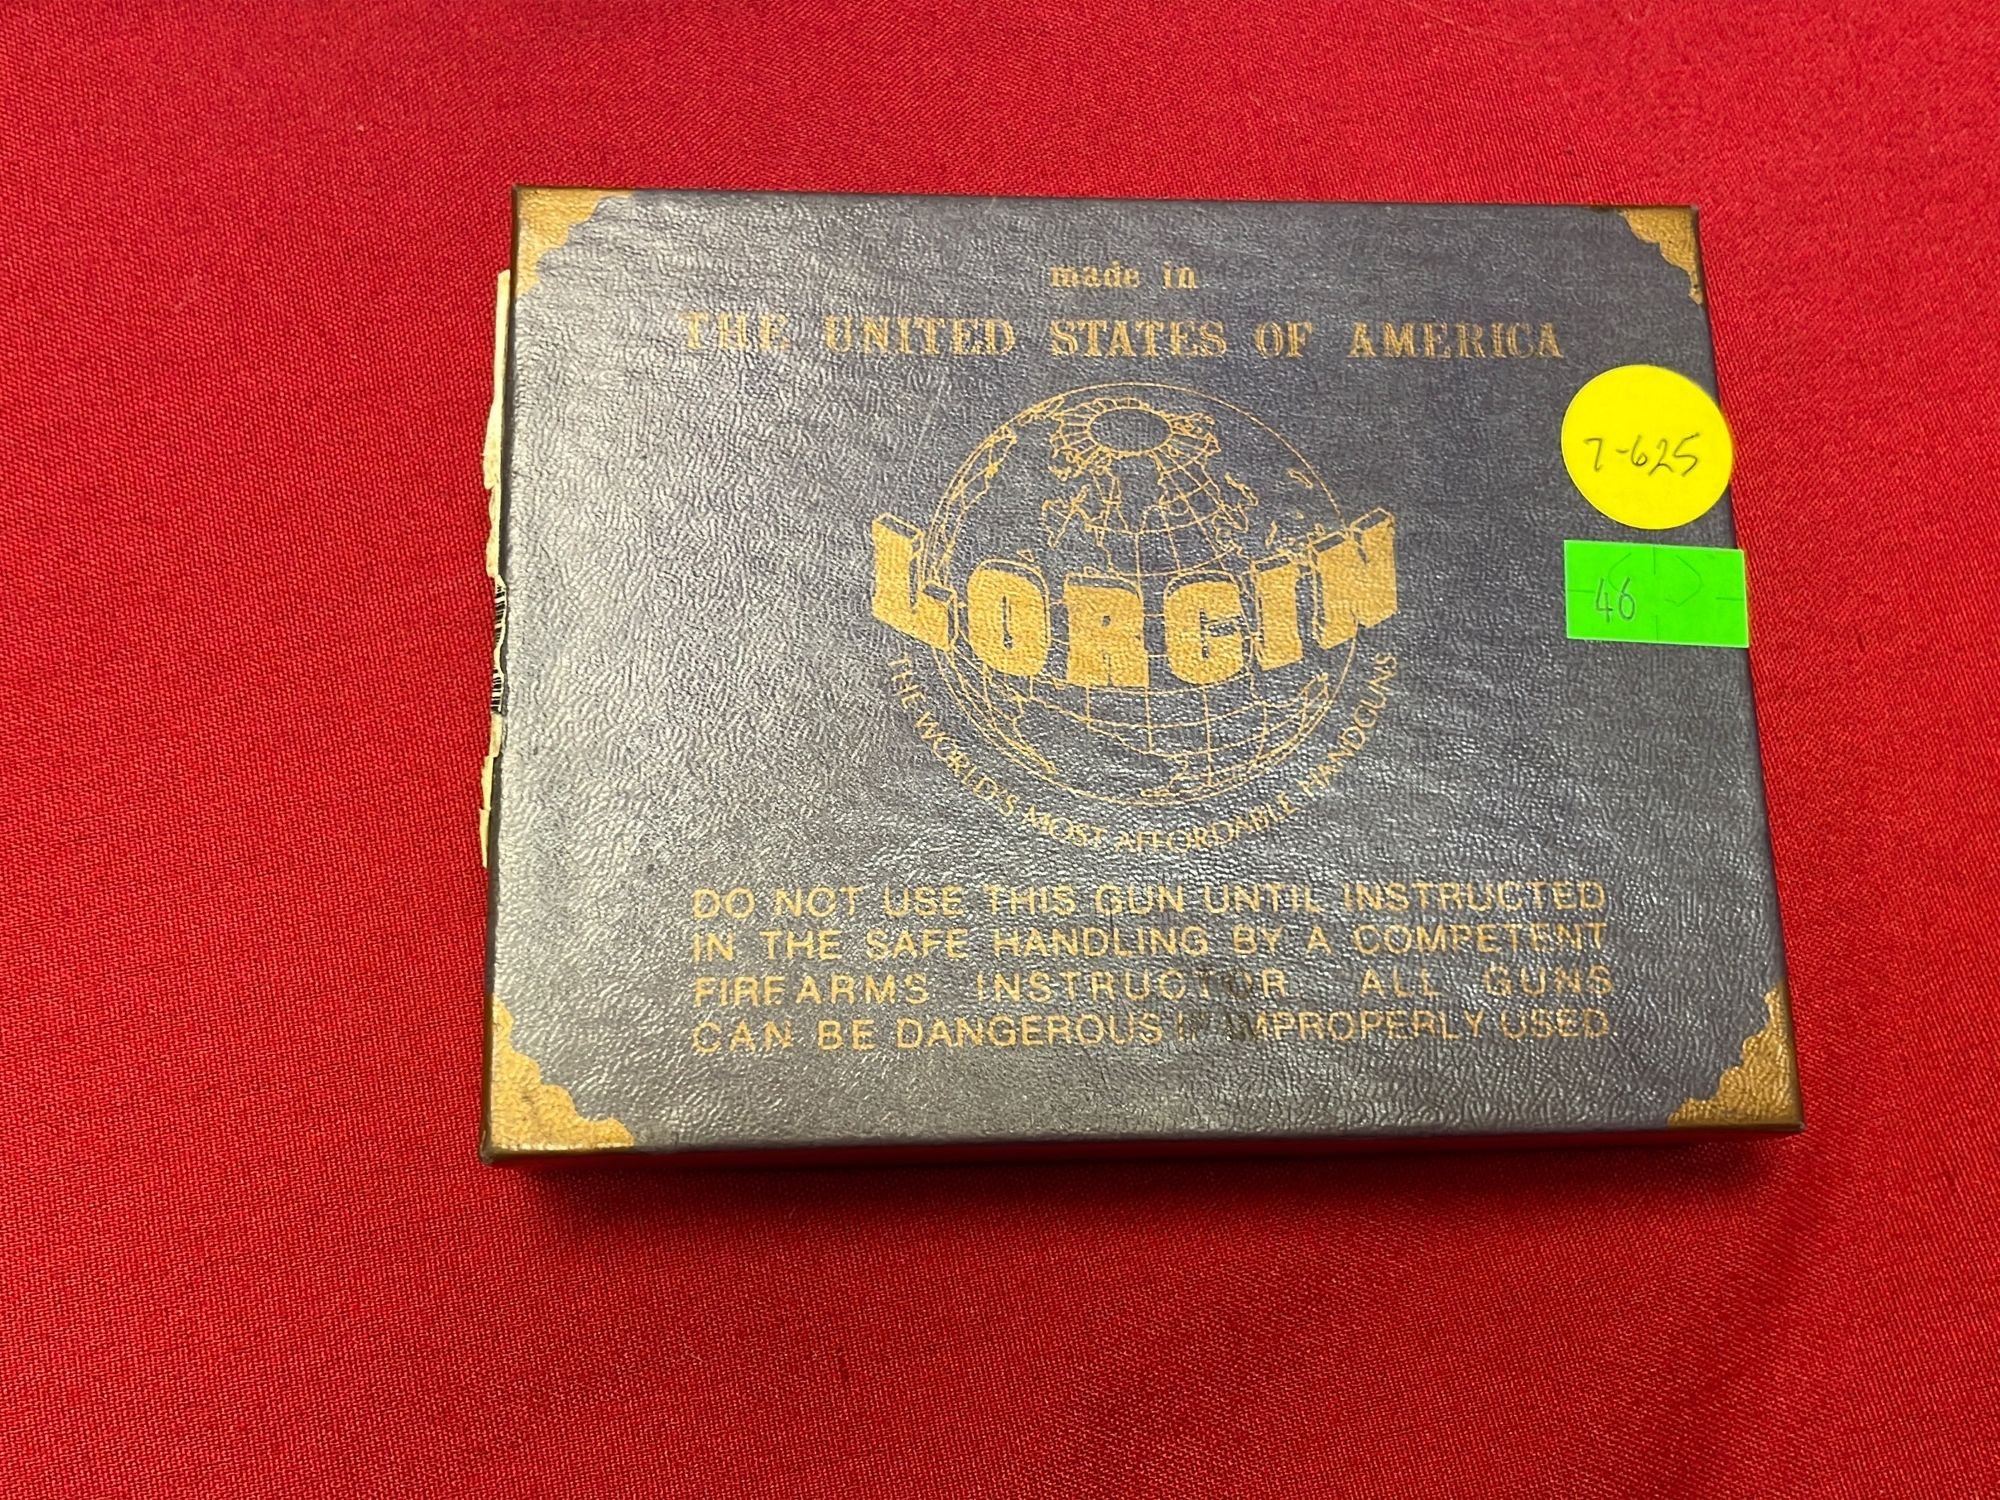 made in
THE UNITED STATES OF AMERICA
7-625
46
LORCIN
THE WORLD'S MOST AFFORDABLE HANDGUNS
DO NOT USE THIS GUN UNTIL INSTRUCTED
IN THE SAFE HANDLING BY A COMPETENT
FIREARMS INSTRUCTOR. ALL GUNS
CAN BE DANGEROUS IF IMPROPERLY USED